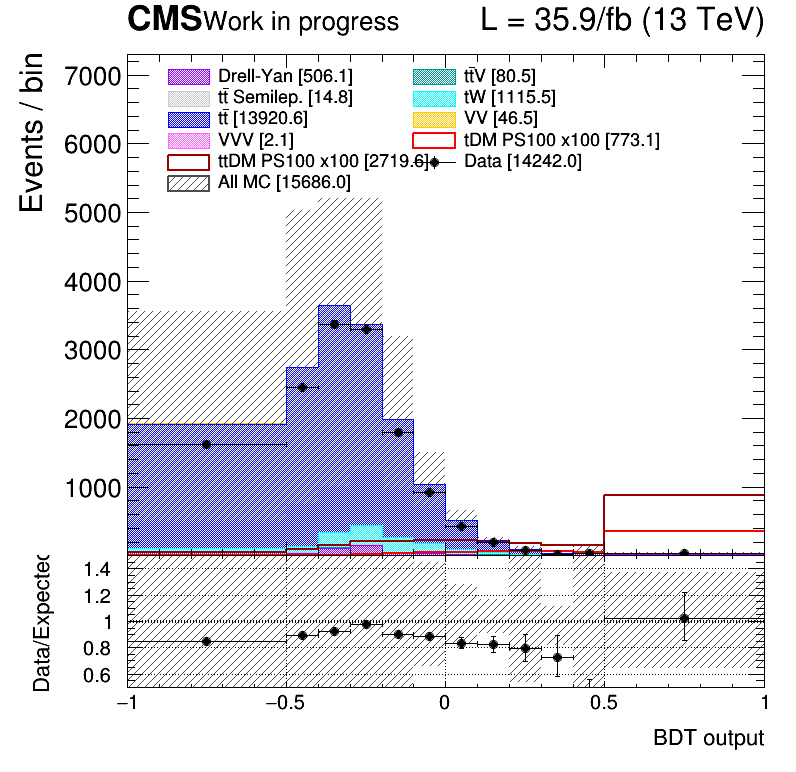 CMS Work in progress L = 35.9/fb (13 TeV)
Events / bin
7000
6000
5000
4000
3000
2000
1000
Drell-Yan [506.1] tt̄V [80.5]
tt̄ Semilep. [14.8] tW [1115.5]
tt̄ [13920.6] VV [46.5]
VVV [2.1] tDM PS100 x100 [773.1]
ttDM PS100 x100 [2719.6] Data [14242.0]
All MC [15686.0]
Data/Expected
1.4
1.2
1
0.8
0.6
−1 −0.5 0 0.5 1
BDT output